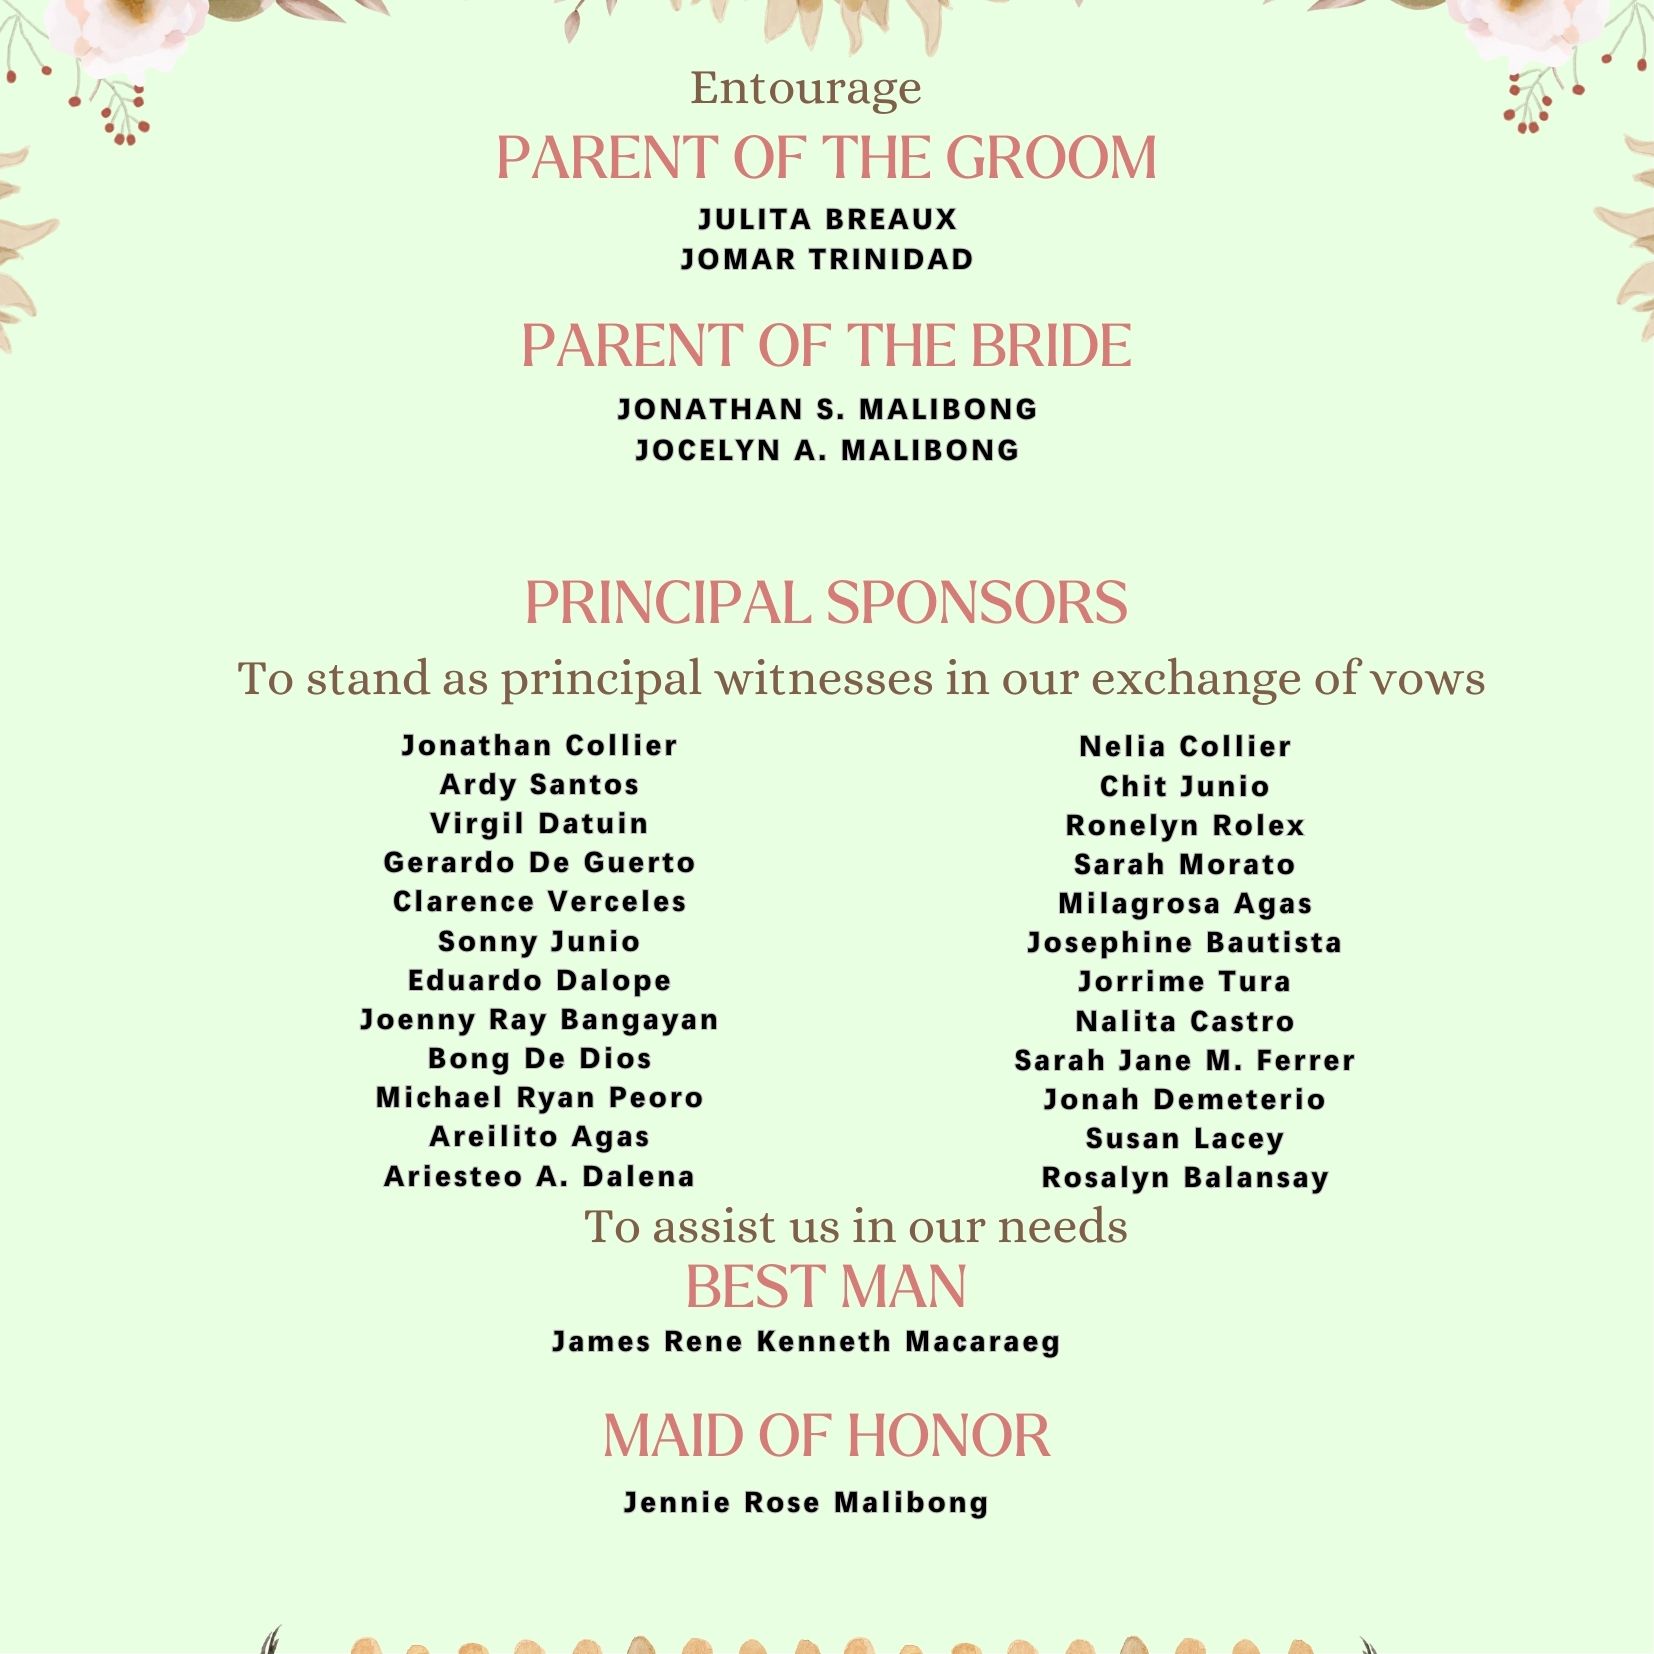 Entourage
PARENT OF THE GROOM
JULITA BREAUX
JOMAR TRINIDAD
PARENT OF THE BRIDE
JONATHAN S. MALIBONG
JOCELYN A. MALIBONG
PRINCIPAL SPONSORS
To stand as principal witnesses in our exchange of vows
Jonathan Collier
Ardy Santos
Virgil Datuin
Gerardo De Guerto
Clarence Verceles
Sonny Junio
Eduardo Dalope
Joenny Ray Bangayan
Bong De Dios
Michael Ryan Peoro
Areilito Agas
Ariesteo A. Dalena
Nelia Collier
Chit Junio
Ronelyn Rolex
Sarah Morato
Milagrosa Agas
Josephine Bautista
Jorrime Tura
Nalita Castro
Sarah Jane M. Ferrer
Jonah Demeterio
Susan Lacey
Rosalyn Balansay
To assist us in our needs
BEST MAN
James Rene Kenneth Macaraeg
MAID OF HONOR
Jennie Rose Malibong